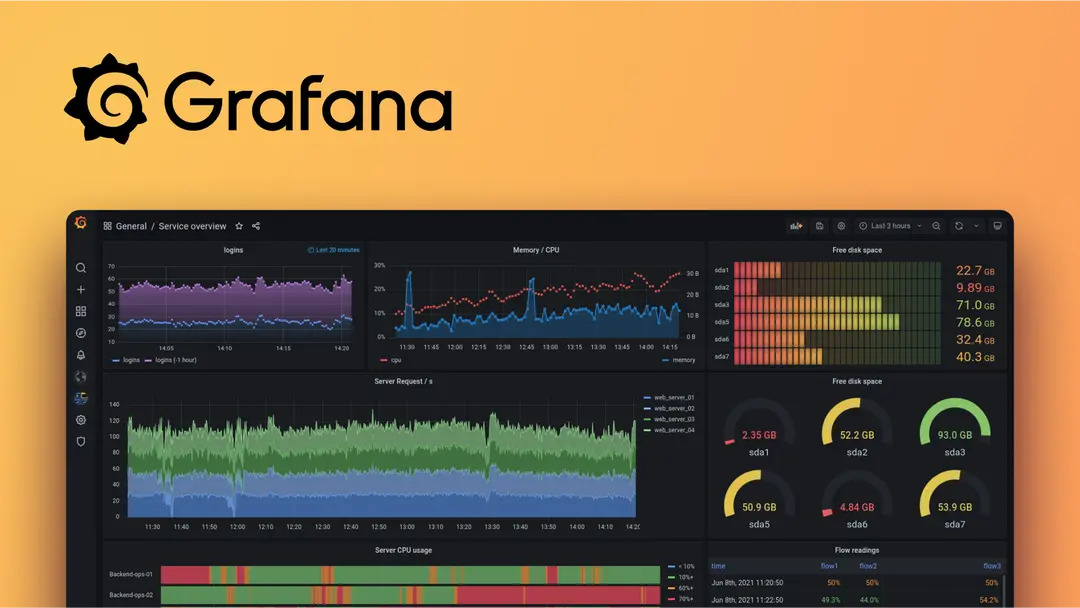 Grafana
General / Service overview
Last 3 hours
logins
Last 20 minutes
70
60
50
40
30
20
10
14:05 14:10 14:15 14:20
logins logins (-1 hour)
Memory / CPU
30%
20%
10%
0%
30 B
20 B
10 B
0 B
11:30 11:45 12:00 12:15 12:30 12:45 13:00 13:15 13:30 13:45 14:00 14:15
cpu memory
Free disk space
sda1 22.7 GB
sda2 9.89 GB
sda3 71.0 GB
sda5 78.6 GB
sda6 32.4 GB
sda7 40.3 GB
Server Request / s
140
120
100
80
60
40
20
0
11:30 11:40 11:50 12:00 12:10 12:20 12:30 12:40 12:50 13:00 13:10 13:20 13:30 13:40 13:50 14:00 14:10
web_server_01
web_server_02
web_server_03
web_server_04
Free disk space
2.35 GB 52.2 GB 93.0 GB
sda1 sda2 sda3
50.9 GB 4.84 GB 53.9 GB
sda5 sda6 sda7
Server CPU usage
Backend-ops-01
Backend-ops-02
< 10%
10%+
60%+
70%+
Flow readings
time flow1 flow2 flow3
Jun 8th, 2021 11:20:50 50% 50% 50%
Jun 8th, 2021 11:22:50 49.3% 44.0% 54.2%